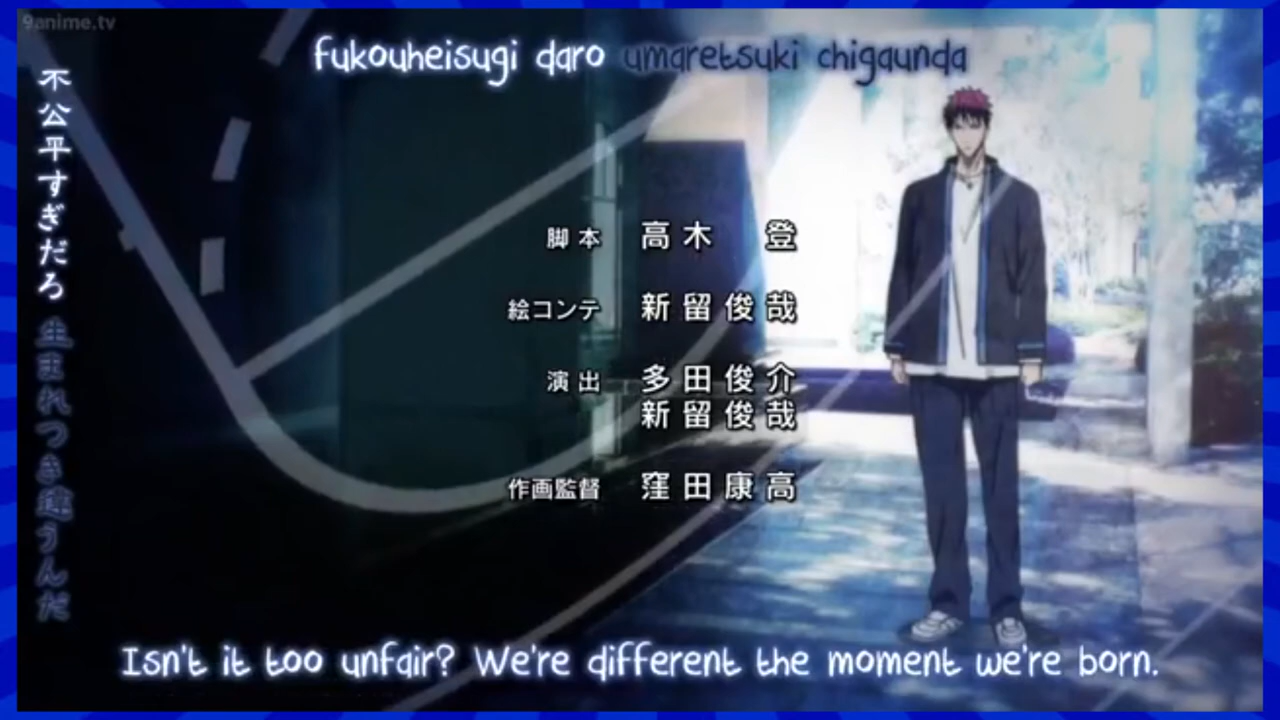 9anime.tv
fukouheisugi daro umaretsuki chigaunda
不公平すぎだろ 生まれつき違うんだ
脚本 高木 登
絵コンテ 新留俊哉
演出 多田俊介
新留俊哉
作画監督 窪田康高
Isn't it too unfair? We're different the moment we're born.